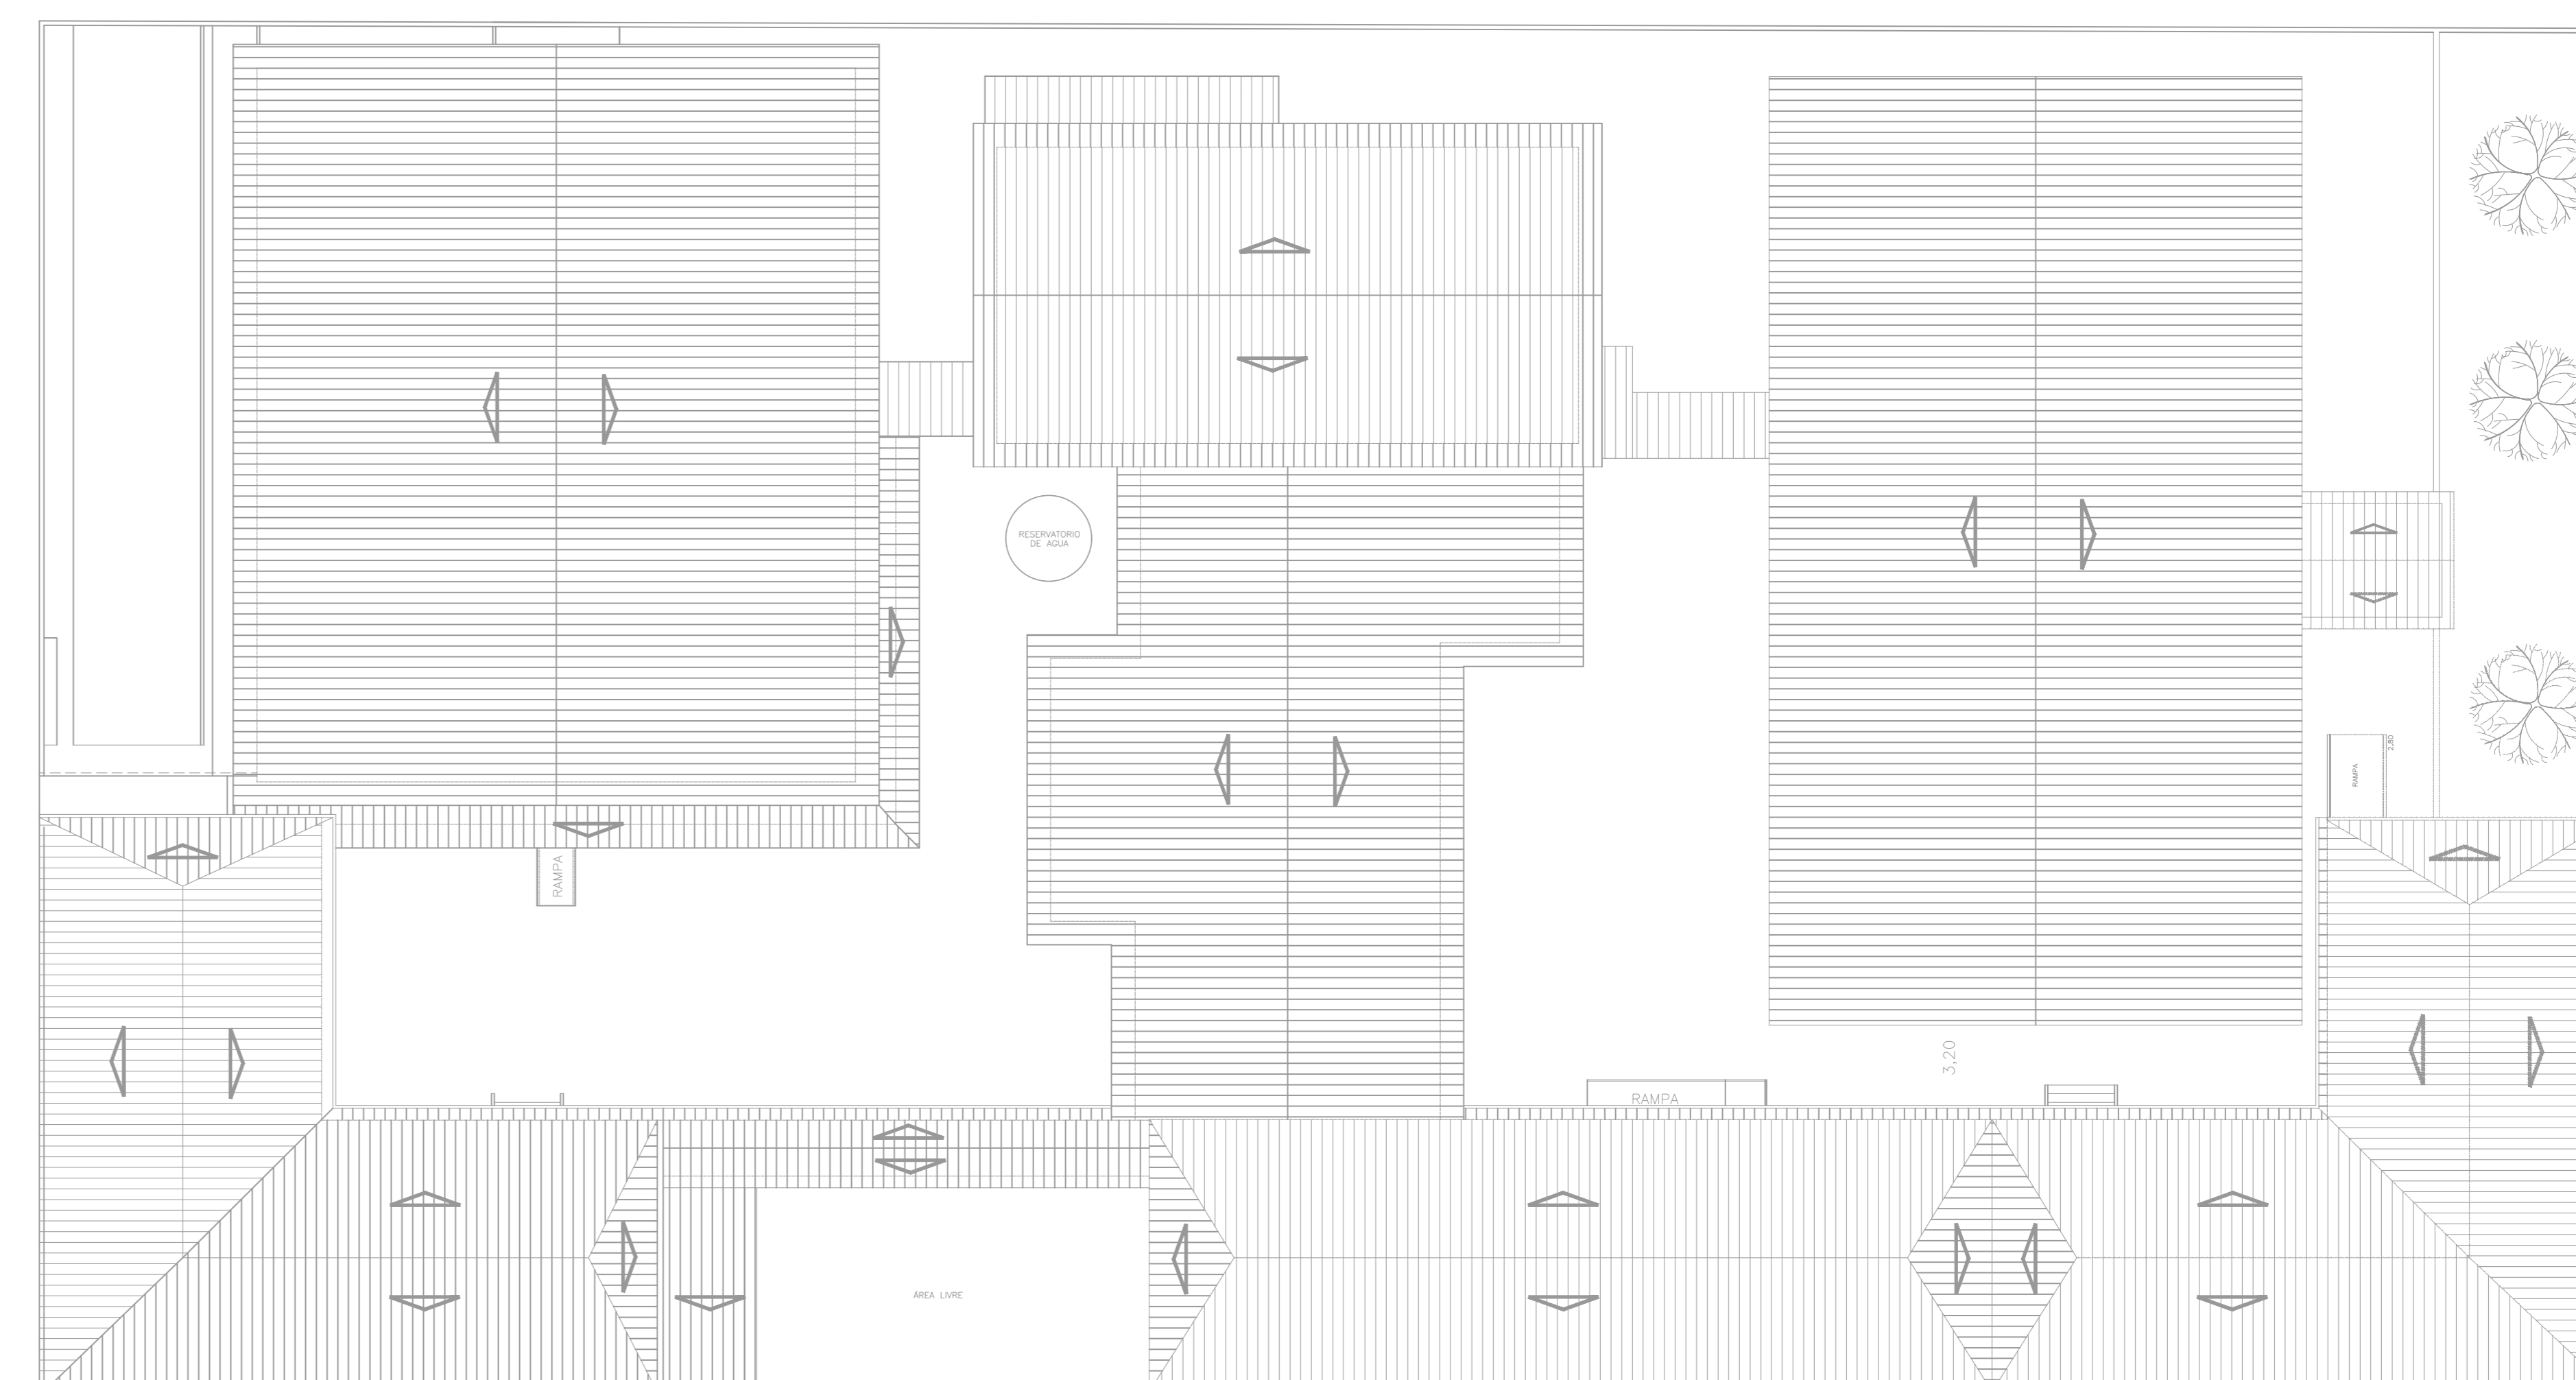 RESERVATORIO
DE AGUA
2,80
RAMPA
RAMPA
3,20
RAMPA
ÁREA LIVRE